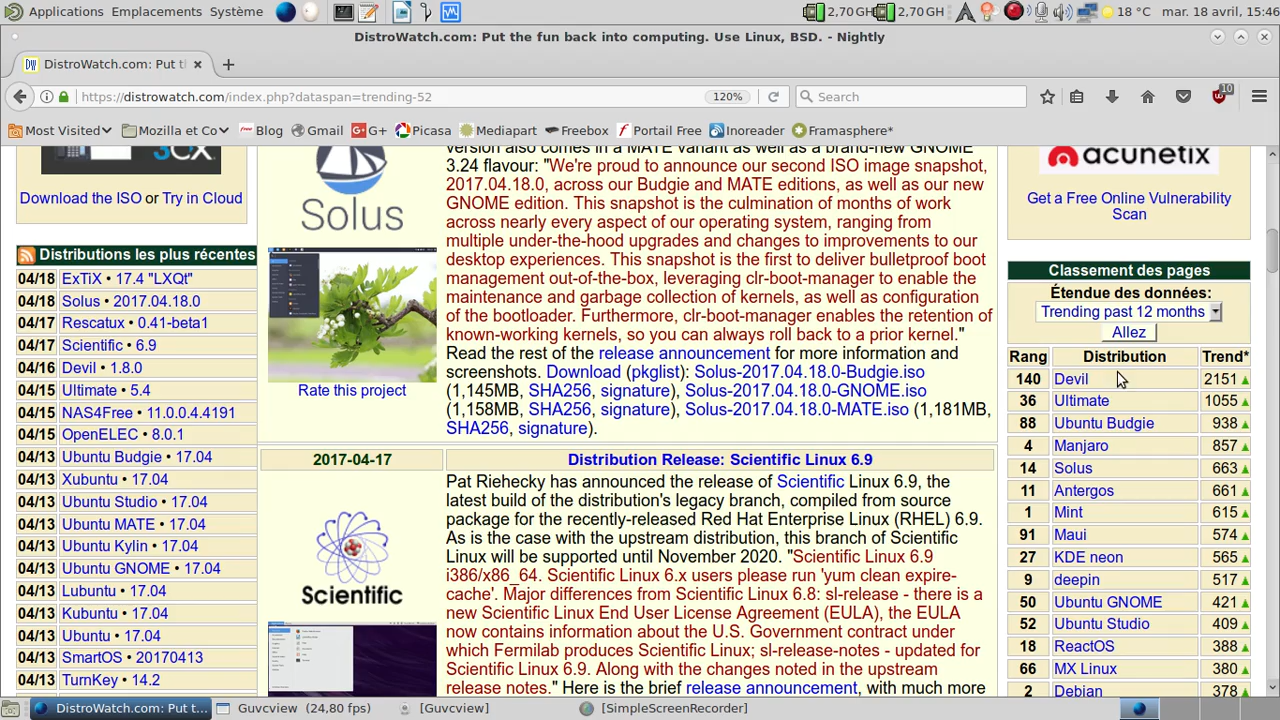 Applications Emplacements Système 2,70 GH 2,70 GH 18 °C mar. 18 avril, 15:46
DistroWatch.com: Put the fun back into computing. Use Linux, BSD. - Nightly
DW DistroWatch.com: Put tl
https://distrowatch.com/index.php?dataspan=trending-52 120% Search 10
Most Visited Mozilla et Co Blog Gmail G+ Picasa Mediapart Freebox Portail Free Inoreader Framasphere*
3CX
Download the ISO or Try in Cloud
Distributions les plus récentes
04/18 ExTiX • 17.4 "LXQt"
04/18 Solus • 2017.04.18.0
04/17 Rescatux • 0.41-beta1
04/17 Scientific • 6.9
04/16 Devil • 1.8.0
04/15 Ultimate • 5.4
04/15 NAS4Free • 11.0.0.4.4191
04/15 OpenELEC • 8.0.1
04/13 Ubuntu Budgie • 17.04
04/13 Xubuntu • 17.04
04/13 Ubuntu Studio • 17.04
04/13 Ubuntu MATE • 17.04
04/13 Ubuntu Kylin • 17.04
04/13 Ubuntu GNOME • 17.04
04/13 Lubuntu • 17.04
04/13 Kubuntu • 17.04
04/13 Ubuntu • 17.04
04/13 SmartOS • 20170413
04/13 TurnKey • 14.2
Solus
Rate this project
version also comes in a MATE variant as well as a brand-new GNOME
3.24 flavour: "We're proud to announce our second ISO image snapshot,
2017.04.18.0, across our Budgie and MATE editions, as well as our new
GNOME edition. This snapshot is the culmination of months of work
across nearly every aspect of our operating system, ranging from
multiple under-the-hood upgrades and changes to improvements to our
desktop experiences. This snapshot is the first to deliver bulletproof boot
management out-of-the-box, leveraging clr-boot-manager to enable the
maintenance and garbage collection of kernels, as well as configuration
of the bootloader. Furthermore, clr-boot-manager enables the retention of
known-working kernels, so you can always roll back to a prior kernel."
Read the rest of the release announcement for more information and
screenshots. Download (pkglist): Solus-2017.04.18.0-Budgie.iso
(1,145MB, SHA256, signature), Solus-2017.04.18.0-GNOME.iso
(1,158MB, SHA256, signature), Solus-2017.04.18.0-MATE.iso (1,181MB,
SHA256, signature).
2017-04-17 Distribution Release: Scientific Linux 6.9
Scientific
Pat Riehecky has announced the release of Scientific Linux 6.9, the
latest build of the distribution's legacy branch, compiled from source
package for the recently-released Red Hat Enterprise Linux (RHEL) 6.9.
As is the case with the upstream distribution, this branch of Scientific
Linux will be supported until November 2020. "Scientific Linux 6.9
i386/x86_64. Scientific Linux 6.x users please run 'yum clean expire-
cache'. Major differences from Scientific Linux 6.8: sl-release - there is a
new Scientific Linux End User License Agreement (EULA), the EULA
now contains information about the U.S. Government contract under
which Fermilab produces Scientific Linux; sl-release-notes - updated for
Scientific Linux 6.9. Along with the changes noted in the upstream
release notes." Here is the brief release announcement, with much more
acunetix
Get a Free Online Vulnerability
Scan
Classement des pages
Étendue des données:
Trending past 12 months
Allez
Rang Distribution Trend*
140 Devil 2151
36 Ultimate 1055
88 Ubuntu Budgie 938
4 Manjaro 857
14 Solus 663
11 Antergos 661
1 Mint 615
91 Maui 574
27 KDE neon 565
9 deepin 517
50 Ubuntu GNOME 421
52 Ubuntu Studio 409
18 ReactOS 388
66 MX Linux 380
2 Debian 378
DistroWatch.com: Put t... Guvcview (24,80 fps) [Guvcview] [SimpleScreenRecorder]